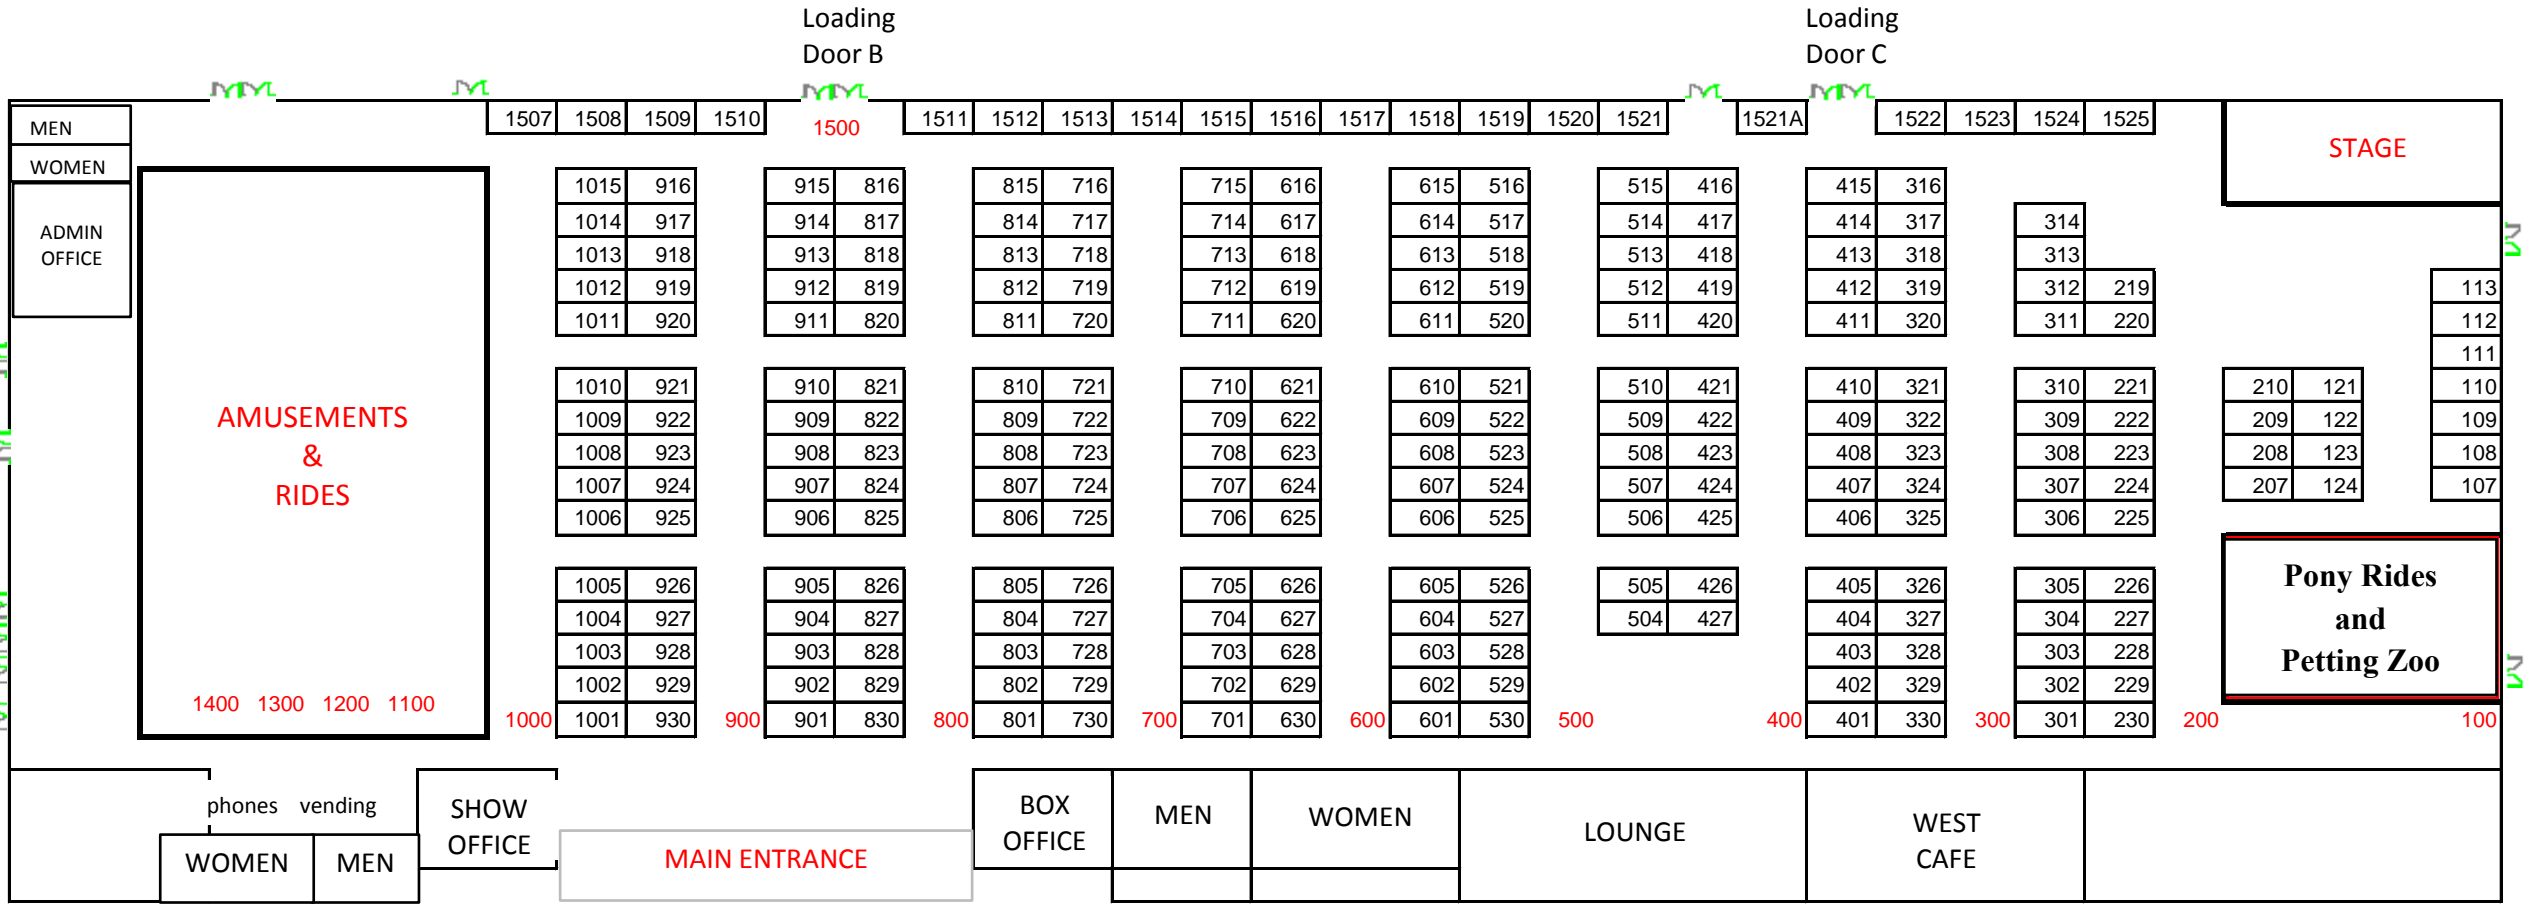 Loading Loading
Door B Door C
MEN 1507 1508 1509 1510 1500 1511 1512 1513 1514 1515 1516 1517 1518 1519 1520 1521 1521A 1522 1523 1524 1525
WOMEN STAGE
1015 916 915 816 815 716 715 616 615 516 515 416 415 316
1014 917 914 817 814 717 714 617 614 517 514 417 414 317 314
ADMIN
OFFICE
1013 918 913 818 813 718 713 618 613 518 513 418 413 318 313
1012 919 912 819 812 719 712 619 612 519 512 419 412 319 312 219 113
1011 920 911 820 811 720 711 620 611 520 511 420 411 320 311 220 112
111
1010 921 910 821 810 721 710 621 610 521 510 421 410 321 310 221 210 121 110
1009 922 909 822 809 722 709 622 609 522 509 422 409 322 309 222 209 122 109
1008 923 908 823 808 723 708 623 608 523 508 423 408 323 308 223 208 123 108
1007 924 907 824 807 724 707 624 607 524 507 424 407 324 307 224 207 124 107
1006 925 906 825 806 725 706 625 606 525 506 425 406 325 306 225
AMUSEMENTS
&
RIDES
1005 926 905 826 805 726 705 626 605 526 505 426 405 326 305 226
1004 927 904 827 804 727 704 627 604 527 504 427 404 327 304 227
1003 928 903 828 803 728 703 628 603 528 403 328 303 228
1002 929 902 829 802 729 702 629 602 529 402 329 302 229
Pony Rides
and
Petting Zoo
1400 1300 1200 1100
1000 1001 930 900 901 830 800 801 730 700 701 630 600 601 530 500 400 401 330 300 301 230 200 100
phones vending
WOMEN MEN
SHOW
OFFICE
MAIN ENTRANCE
BOX
OFFICE
MEN
WOMEN
LOUNGE
WEST
CAFE